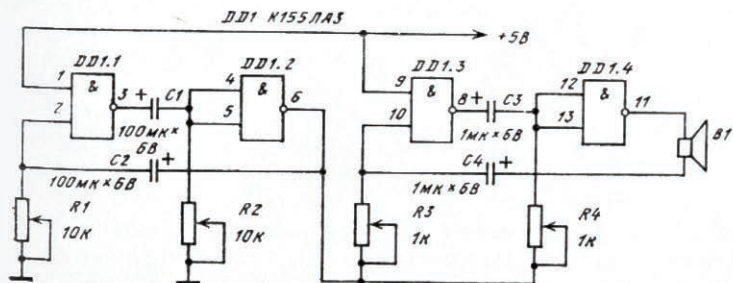 DD1 К155ЛА3
+5В
DD1.1
DD1.2
DD1.3
DD1.4
1
&
2
3
+
C1
100мк×
6В
4
&
5
6
9
&
10
8
+
C3
1мк×6В
12
&
13
11
B1
C2
+
100мк×6В
C4
+
1мк×6В
R1
10к
R2
10к
R3
1к
R4
1к